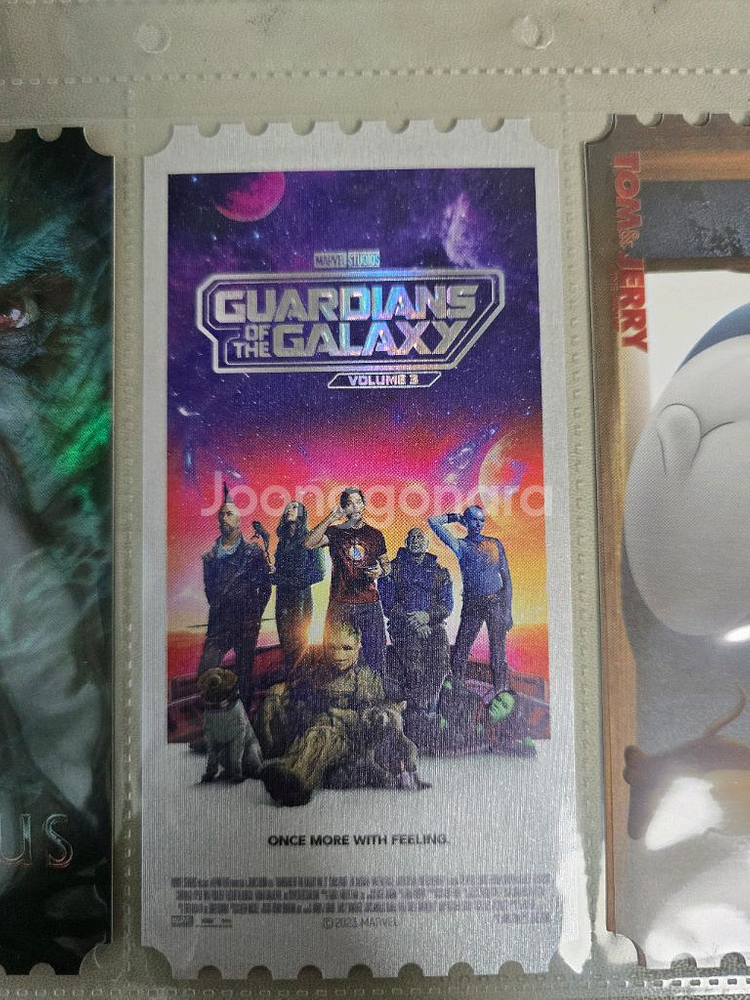 MARVEL STUDIOS
GUARDIANS
OF THE GALAXY
VOLUME 3
Joonggonara
TOM & JERRY
US
ONCE MORE WITH FEELING.
©2023 MARVEL